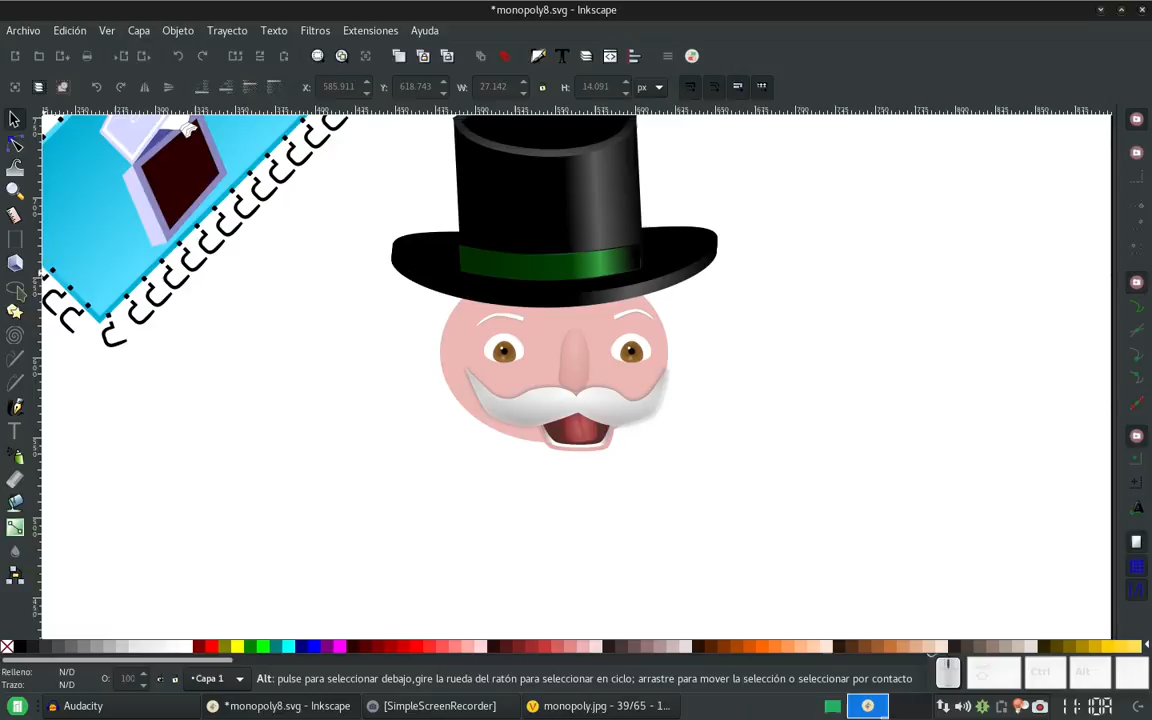 *monopoly8.svg - Inkscape
Archivo Edición Ver Capa Objeto Trayecto Texto Filtros Extensiones Ayuda
X: 585.911 Y: 618.743 W: 27.142 H: 14.091 px
Relleno: N/D O: 100 •Capa 1 Alt: pulse para seleccionar debajo,gire la rueda del ratón para seleccionar en ciclo; arrastre para mover la selección o seleccionar por contacto Ctrl Alt
Trazo: N/D
Audacity *monopoly8.svg - Inkscape [SimpleScreenRecorder] monopoly.jpg - 39/65 - 1...